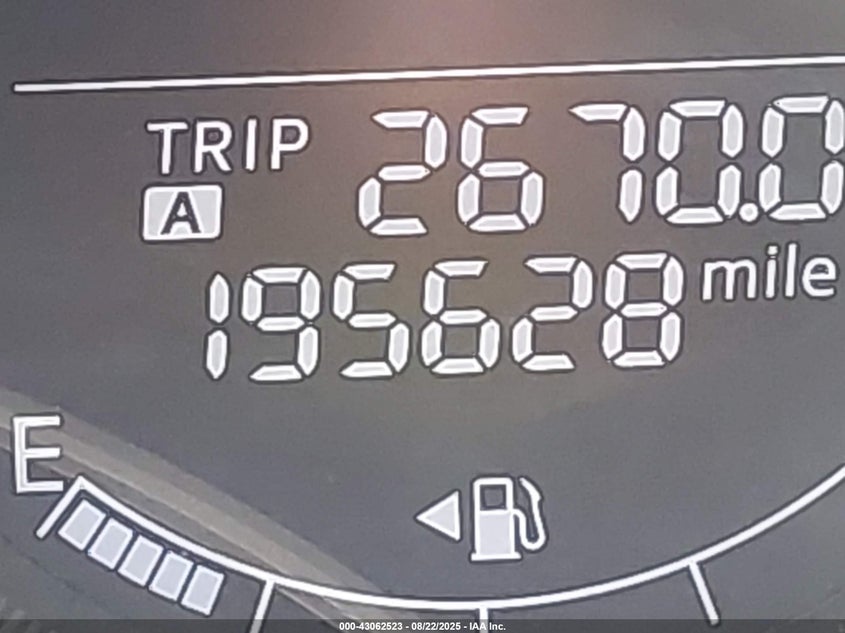 TRIP 2670.0
A
195628 mile
E
000-43062523 - 08/22/2025 - IAA Inc.